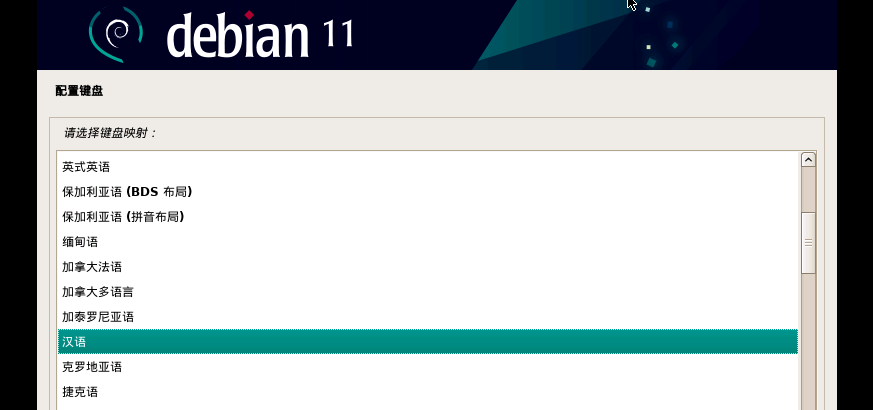 debian 11
配置键盘
请选择键盘映射：
英式英语
保加利亚语 (BDS 布局)
保加利亚语 (拼音布局)
缅甸语
加拿大法语
加拿大多语言
加泰罗尼亚语
汉语
克罗地亚语
捷克语